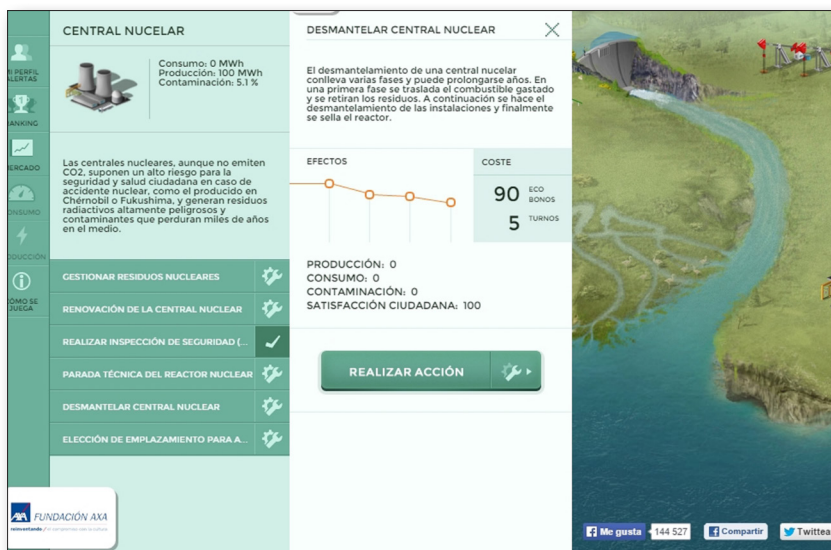 MI PERFIL
ALERTAS
RANKING
MERCADO
CONSUMO
PRODUCCIÓN
CÓMO SE
JUEGA
CENTRAL NUCELAR
Consumo: 0 MWh
Producción: 100 MWh
Contaminación: 5.1 %
Las centrales nucleares, aunque no emiten
CO2, suponen un alto riesgo para la
seguridad y salud ciudadana en caso de
accidente nuclear, como el producido en
Chérnobil o Fukushima, y generan residuos
radiactivos altamente peligrosos y
contaminantes que perduran miles de años
en el medio.
GESTIONAR RESIDUOS NUCLEARES
RENOVACIÓN DE LA CENTRAL NUCLEAR
REALIZAR INSPECCIÓN DE SEGURIDAD (...
PARADA TÉCNICA DEL REACTOR NUCLEAR
DESMANTELAR CENTRAL NUCLEAR
ELECCIÓN DE EMPLAZAMIENTO PARA A...
AXA FUNDACIÓN AXA
DESMANTELAR CENTRAL NUCLEAR
El desmantelamiento de una central nucelar
conlleva varias fases y puede prolongarse años. En
una primera fase se traslada el combustible gastado
y se retiran los residuos. A continuación se hace el
desmantelamiento de las instalaciones y finalmente
se sella el reactor.
EFECTOS
COSTE
90 ECO BONOS
5 TURNOS
PRODUCCIÓN: 0
CONSUMO: 0
CONTAMINACIÓN: 0
SATISFACCIÓN CIUDADANA: 100
REALIZAR ACCIÓN
Me gusta 144 527 Compartir Twittea